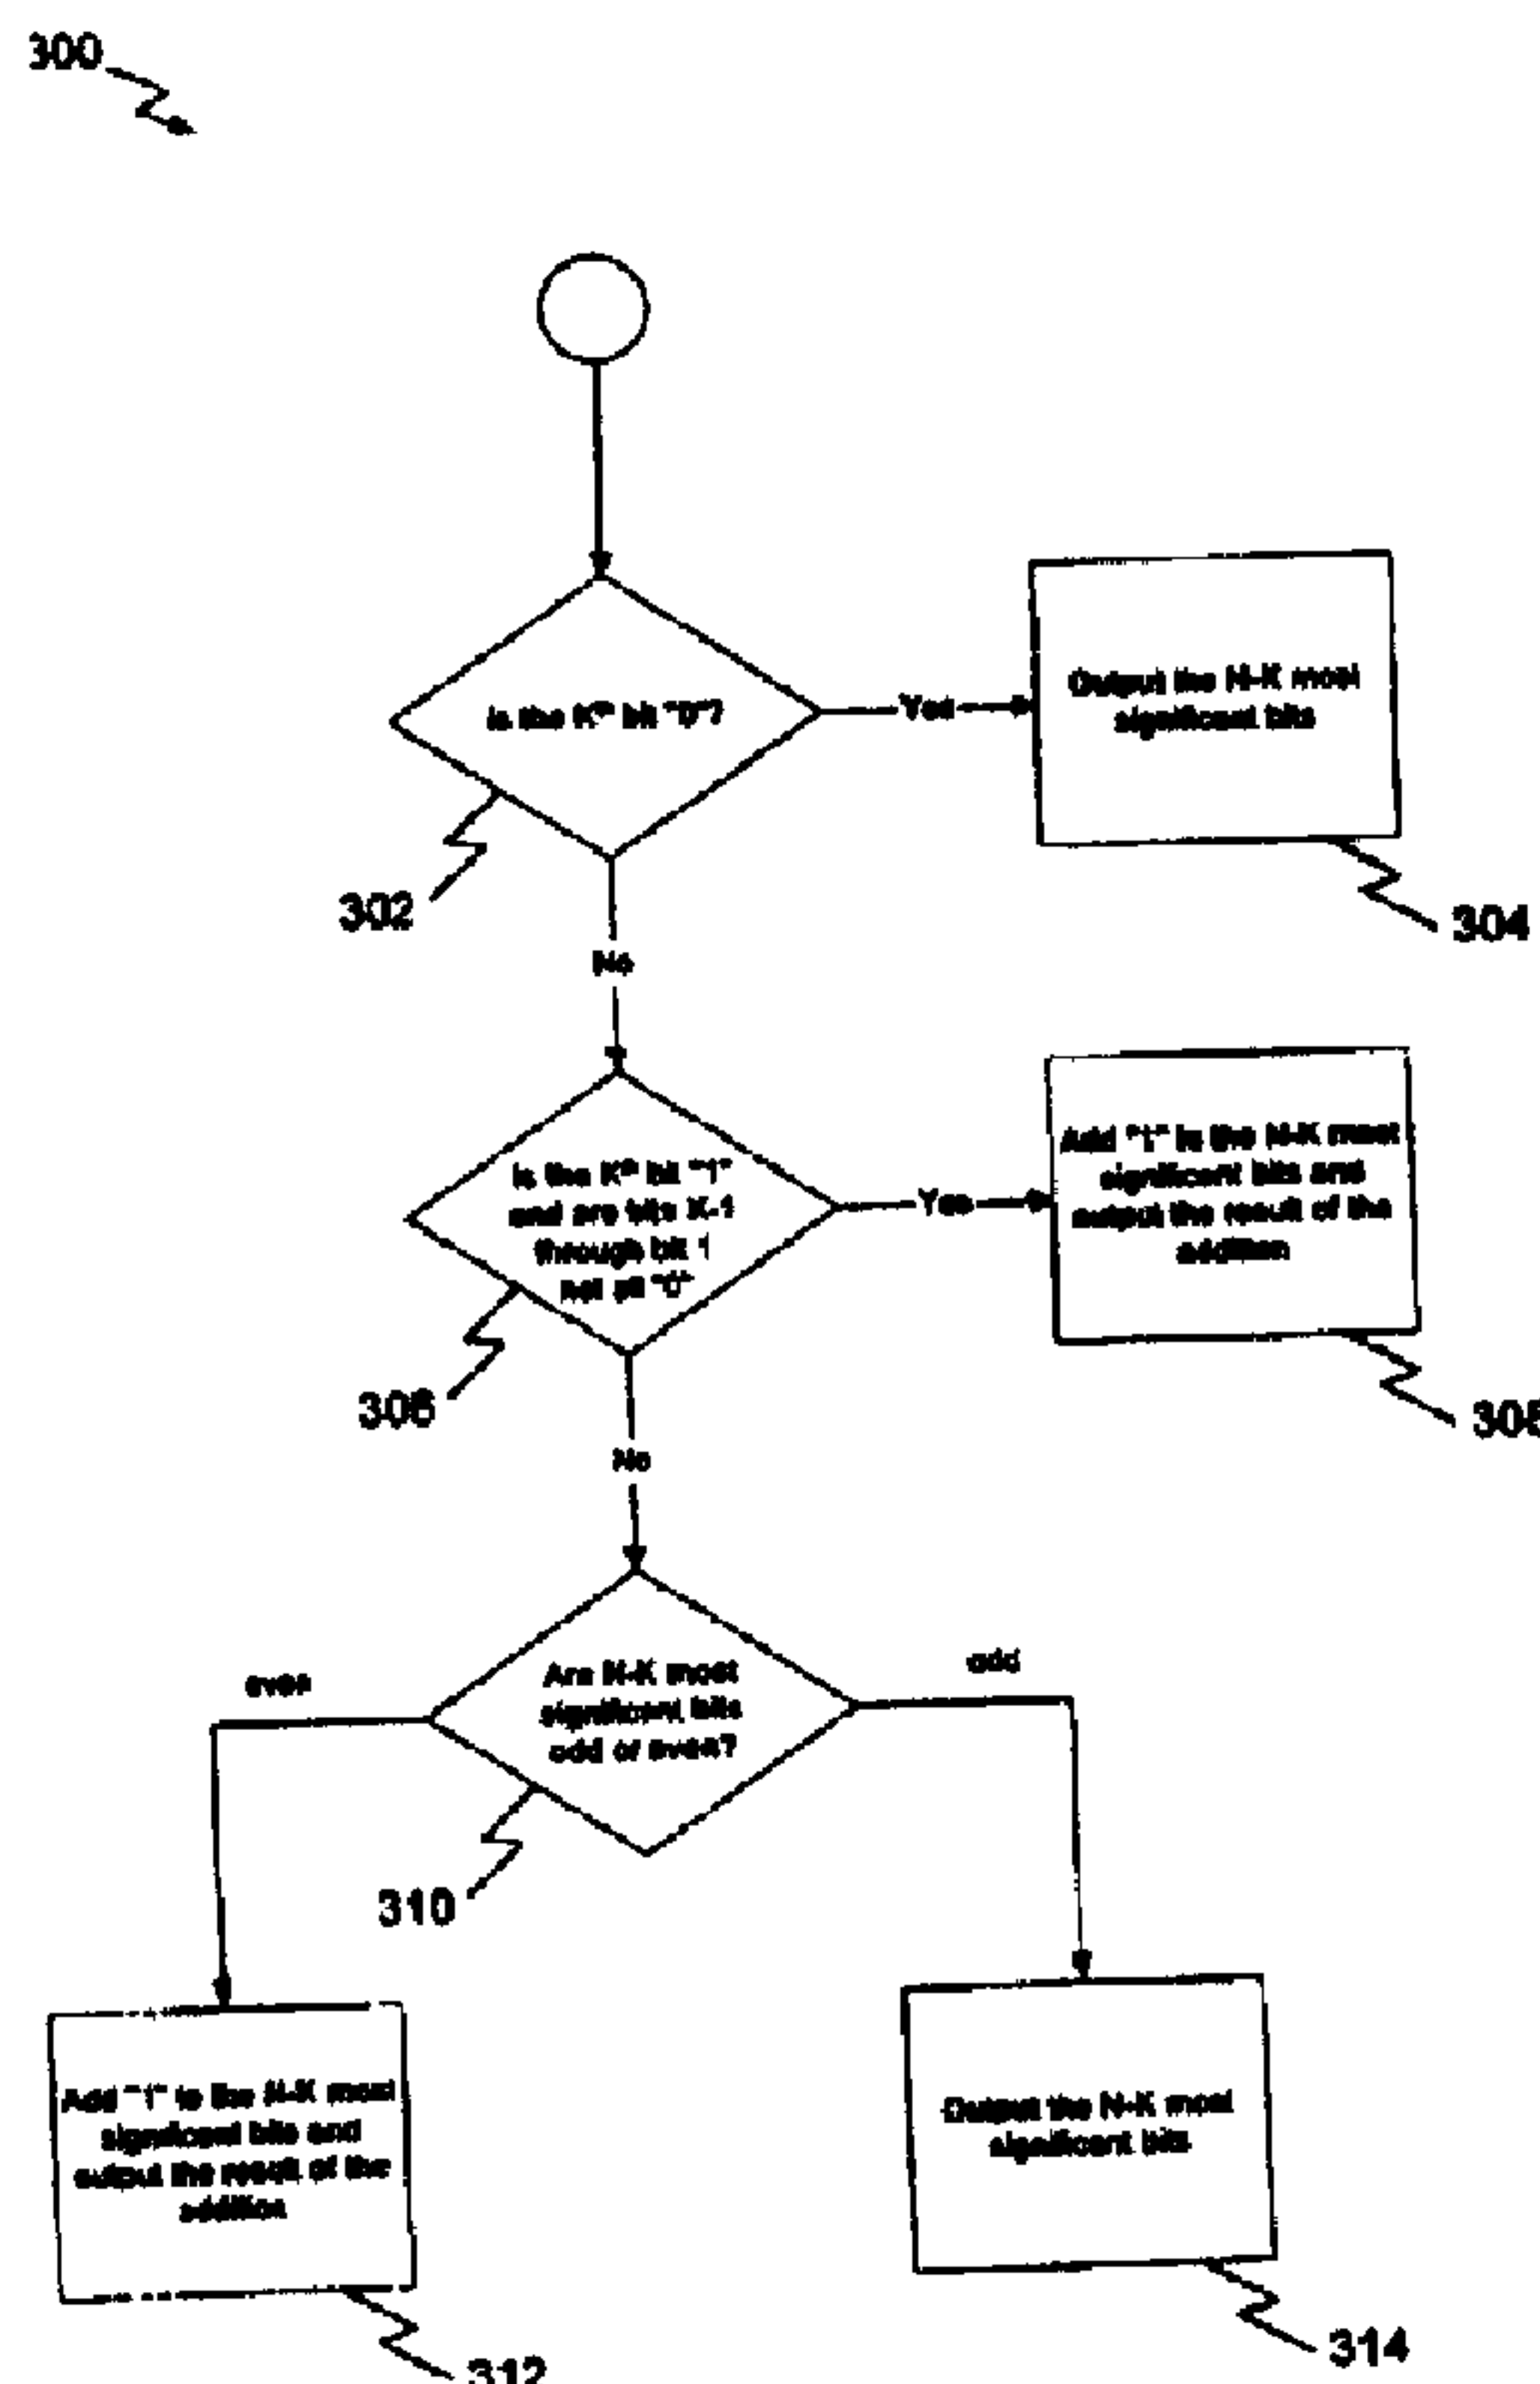 300
Is the Kth bit "0"?
Yes
Output the N-K most
significant bits
302
304
No
Is the Kth bit "1"
and are bits K-1
through bit 1
not all "0"
Yes
Add "1" to the N-K most
significant bits and
output the result of the
addition
306
No
Are N-K most
significant bits
odd or even?
even
odd
310
Add "1" to the N-K most
significant bits and
output the result of the
addition
Output the N-K most
significant bits
312
314